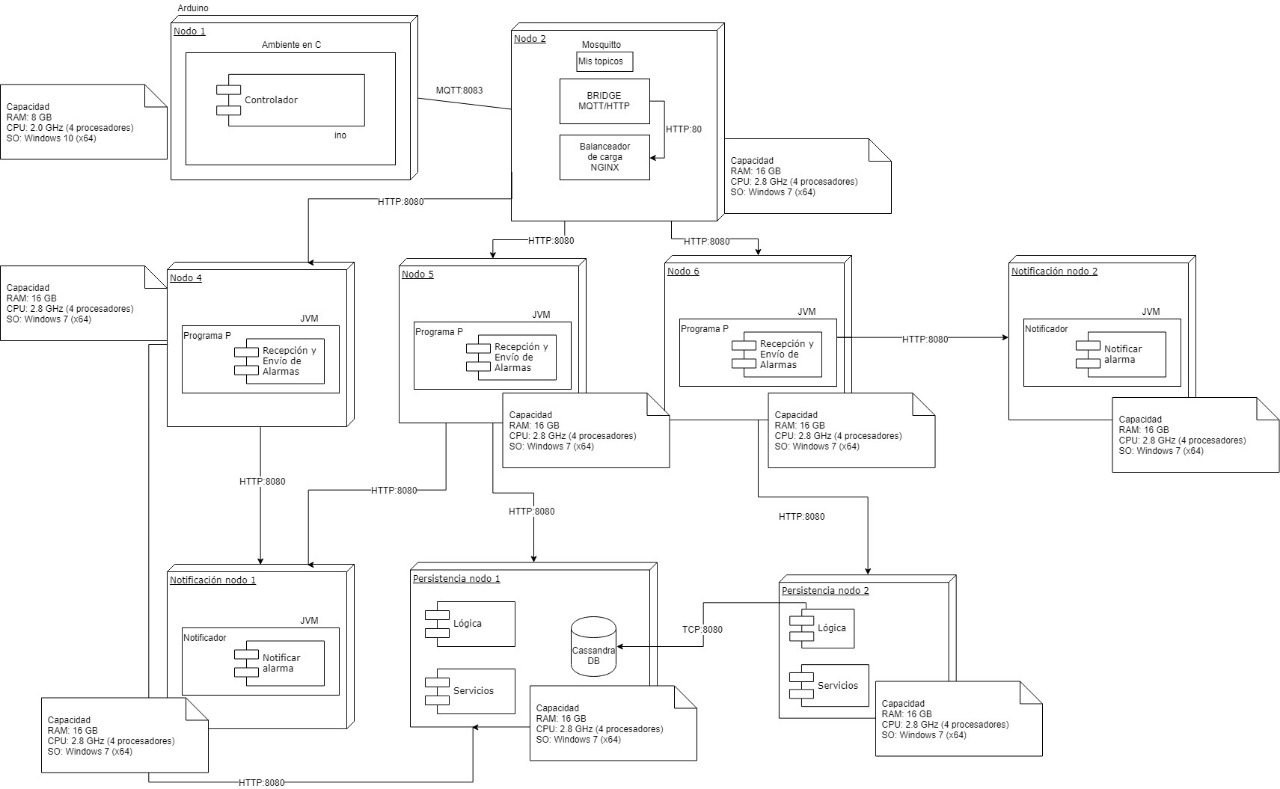 Arduino
Nodo 1
Ambiente en C
Controlador
ino
Capacidad
RAM: 8 GB
CPU: 2.0 GHz (4 procesadores)
SO: Windows 10 (x64)
MQTT:8083
Nodo 2
Mosquitto
Mis topicos
BRIDGE
MQTT/HTTP
HTTP:80
Balanceador
de carga
NGINX
Capacidad
RAM: 16 GB
CPU: 2.8 GHz (4 procesadores)
SO: Windows 7 (x64)
HTTP:8080
HTTP:8080
HTTP:8080
Capacidad
RAM: 16 GB
CPU: 2.8 GHz (4 procesadores)
SO: Windows 7 (x64)
Nodo 4
JVM
Programa P
Recepción y
Envío de
Alarmas
Nodo 5
JVM
Programa P
Recepción y
Envío de
Alarmas
Capacidad
RAM: 16 GB
CPU: 2.8 GHz (4 procesadores)
SO: Windows 7 (x64)
Nodo 6
JVM
Programa P
Recepción y
Envío de
Alarmas
Capacidad
RAM: 16 GB
CPU: 2.8 GHz (4 procesadores)
SO: Windows 7 (x64)
HTTP:8080
Notificación nodo 2
JVM
Notificador
Notificar
alarma
Capacidad
RAM: 16 GB
CPU: 2.8 GHz (4 procesadores)
SO: Windows 7 (x64)
HTTP:8080
HTTP:8080
HTTP:8080
HTTP:8080
Notificación nodo 1
JVM
Notificador
Notificar
alarma
Capacidad
RAM: 16 GB
CPU: 2.8 GHz (4 procesadores)
SO: Windows 7 (x64)
HTTP:8080
Persistencia nodo 1
Lógica
Servicios
Cassandra
DB
Capacidad
RAM: 16 GB
CPU: 2.8 GHz (4 procesadores)
SO: Windows 7 (x64)
TCP:8080
Persistencia nodo 2
Lógica
Servicios
Capacidad
RAM: 16 GB
CPU: 2.8 GHz (4 procesadores)
SO: Windows 7 (x64)